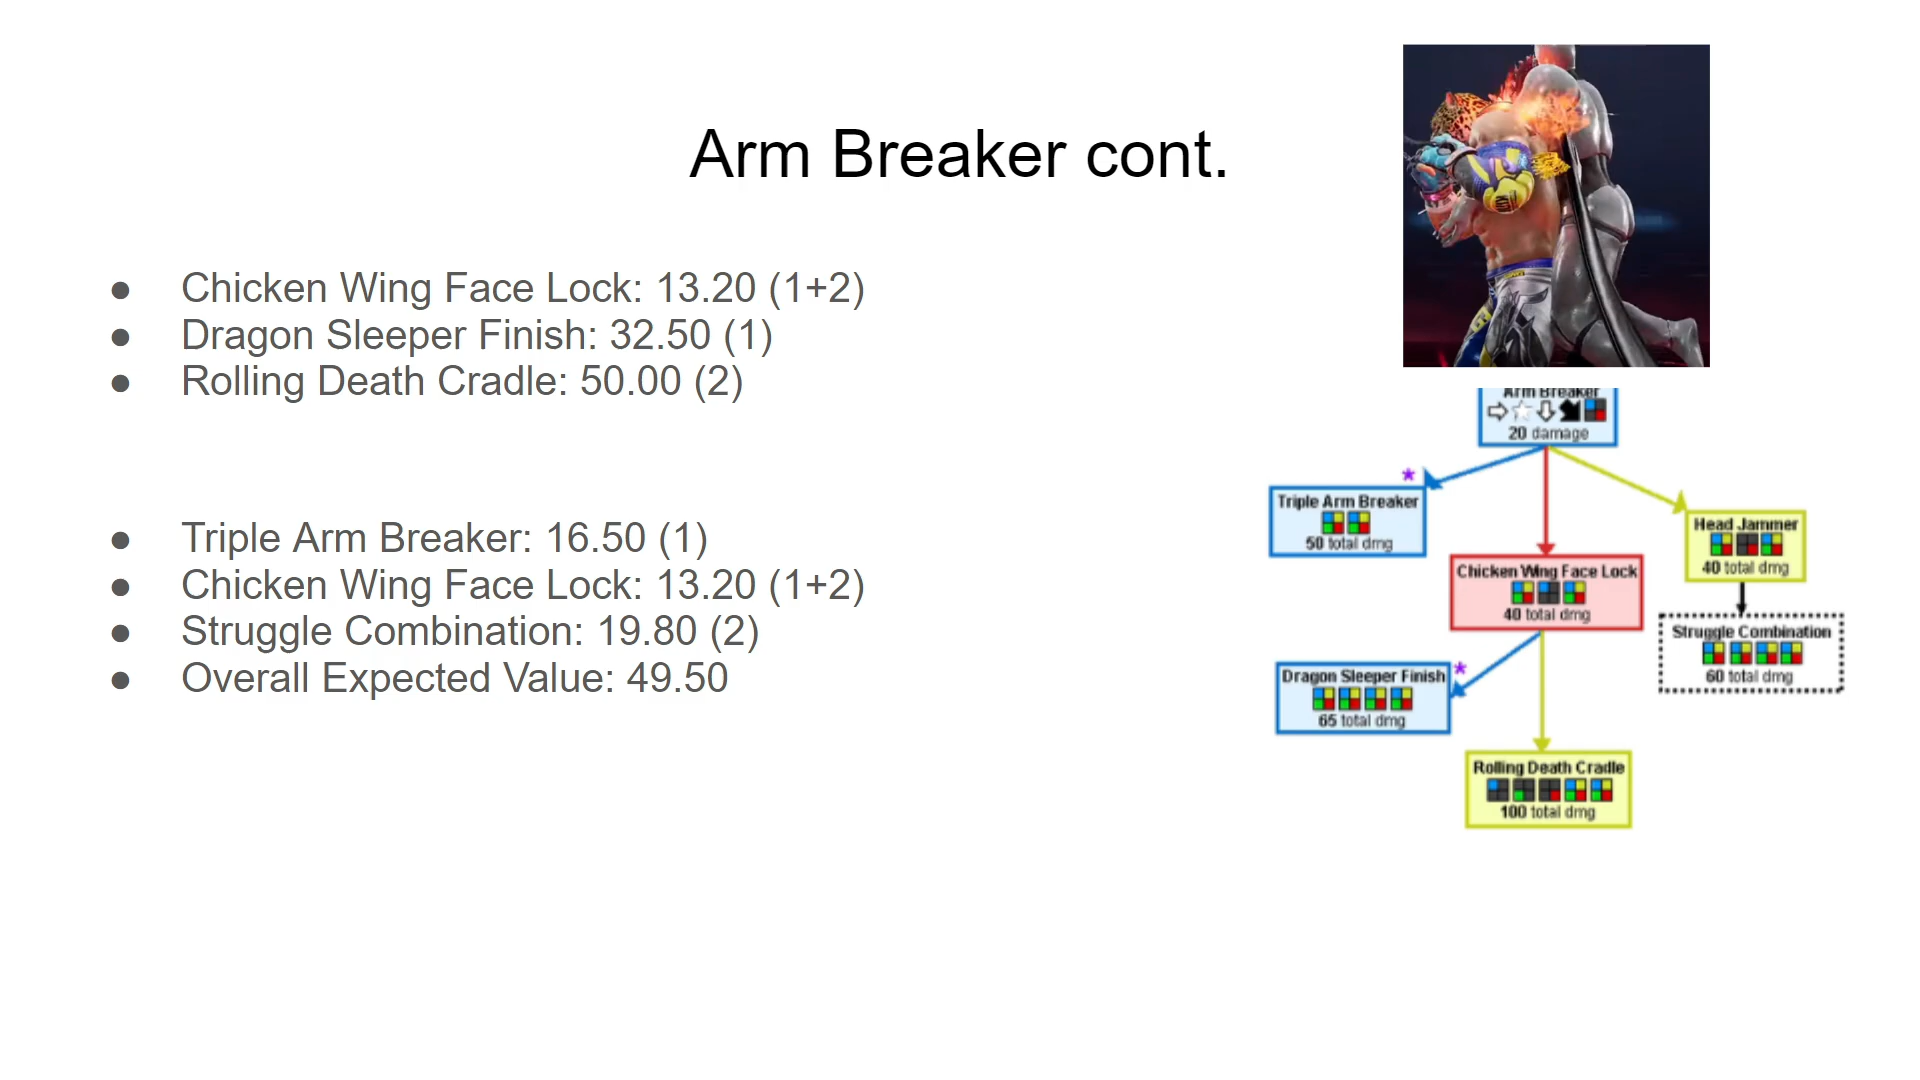 Arm Breaker cont.
● Chicken Wing Face Lock: 13.20 (1+2)
● Dragon Sleeper Finish: 32.50 (1)
● Rolling Death Cradle: 50.00 (2)
● Triple Arm Breaker: 16.50 (1)
● Chicken Wing Face Lock: 13.20 (1+2)
● Struggle Combination: 19.80 (2)
● Overall Expected Value: 49.50
Arm Breaker
20 damage
*
Triple Arm Breaker
50 total dmg
Head Jammer
40 total dmg
Chicken Wing Face Lock
40 total dmg
Struggle Combination
60 total dmg
*
Dragon Sleeper Finish
65 total dmg
Rolling Death Cradle
100 total dmg